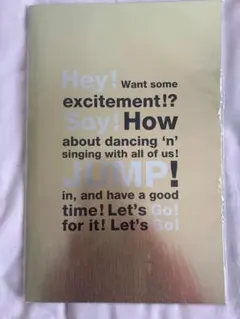 Hey! Want some
excitement!?
Say! How
about dancing 'n'
singing with all of us!
JUMP!
in, and have a good
time! Let's Go!
for it! Let's Go!